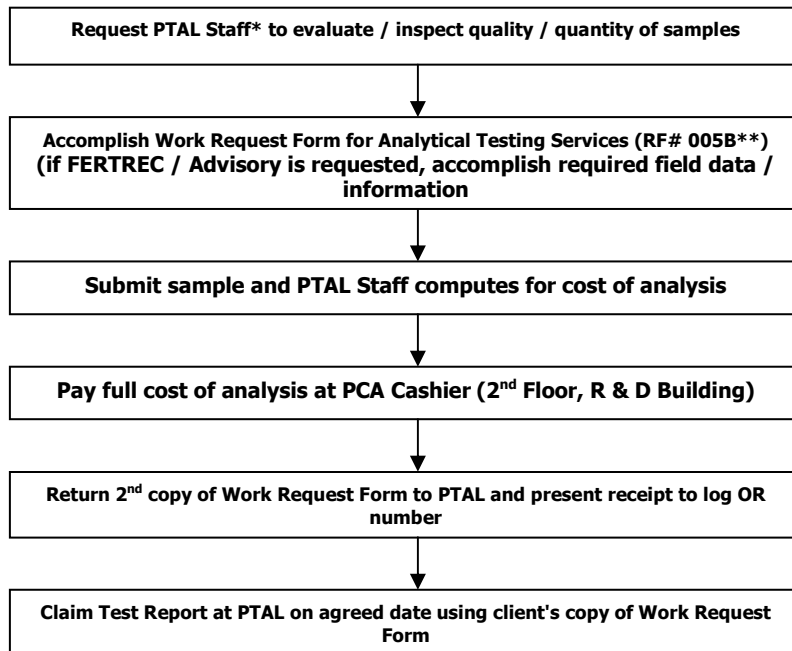 Request PTAL Staff* to evaluate / inspect quality / quantity of samples
Accomplish Work Request Form for Analytical Testing Services (RF# 005B**)
(if FERTREC / Advisory is requested, accomplish required field data /
information
Submit sample and PTAL Staff computes for cost of analysis
Pay full cost of analysis at PCA Cashier (2nd Floor, R & D Building)
Return 2nd copy of Work Request Form to PTAL and present receipt to log OR
number
Claim Test Report at PTAL on agreed date using client's copy of Work Request
Form